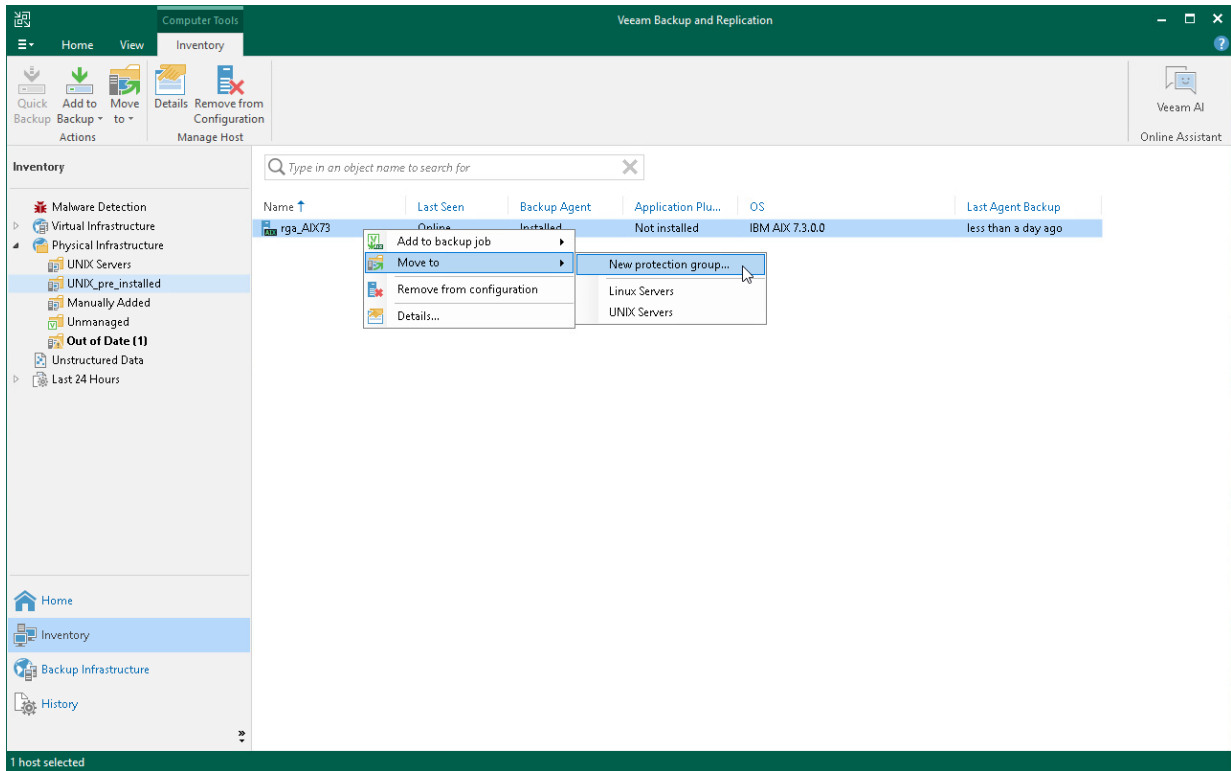 Computer Tools
Veeam Backup and Replication
Home View Inventory
Quick Backup
Add to Backup
Move to
Details
Remove from Configuration
Actions
Manage Host
Veeam AI
Online Assistant
Inventory
Type in an object name to search for
Malware Detection
Virtual Infrastructure
Physical Infrastructure
UNIX Servers
UNIX_pre_installed
Manually Added
Unmanaged
Out of Date (1)
Unstructured Data
Last 24 Hours
Name Last Seen Backup Agent Application Plu... OS Last Agent Backup
rga_AIX73 Online Installed Not installed IBM AIX 7.3.0.0 less than a day ago
Add to backup job
Move to
Remove from configuration
Details...
New protection group...
Linux Servers
UNIX Servers
Home
Inventory
Backup Infrastructure
History
1 host selected